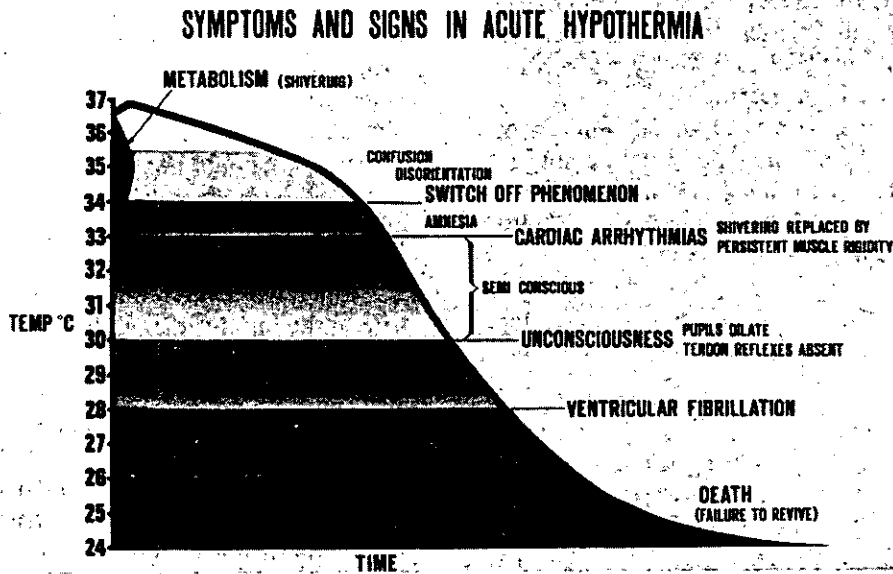 SYMPTOMS AND SIGNS IN ACUTE HYPOTHERMIA
METABOLISM (SHIVERING)
37
36
35
34
33
32
31
30
29
28
27
26
25
24
TEMP °C
CONFUSION
DISORIENTATION
SWITCH OFF PHENOMENON
AMNESIA
CARDIAC ARRHYTHMIAS
SHIVERING REPLACED BY
PERSISTENT MUSCLE RIGIDITY
SEMI CONSCIOUS
UNCONSCIOUSNESS
PUPILS DILATE
TENDON REFLEXES ABSENT
VENTRICULAR FIBRILLATION
DEATH
(FAILURE TO REVIVE)
TIME